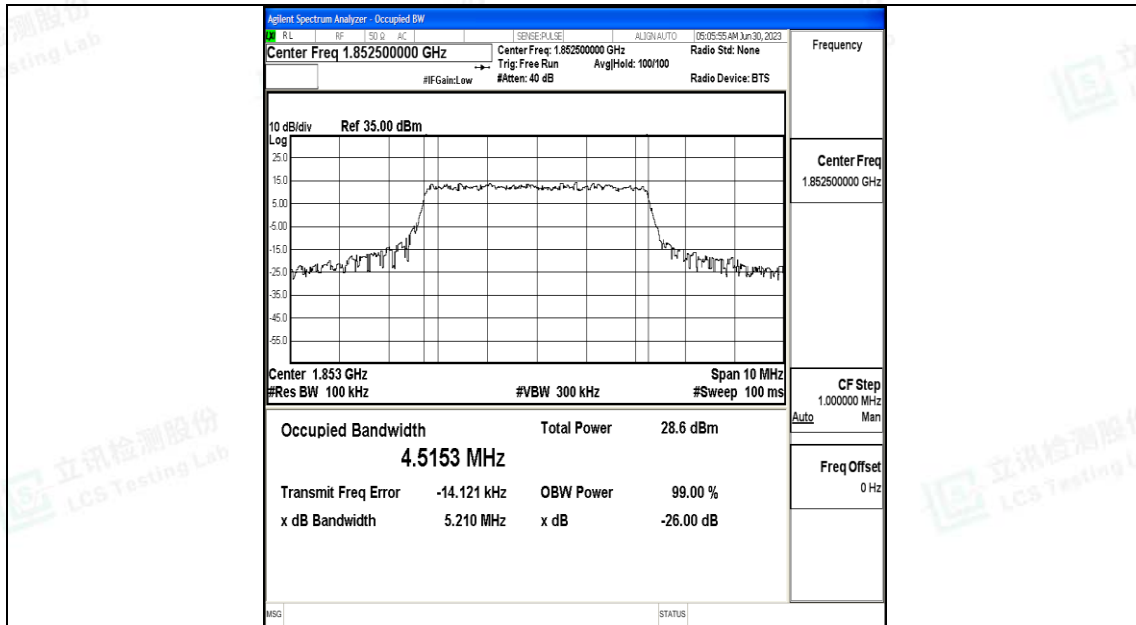 Agilent Spectrum Analyzer - Occupied BW
RL RF 50 Ω AC SENSE:PULSE ALIGNAUTO 05:05:55 AM Jun 30, 2023
Center Freq 1.852500000 GHz
Center Freq: 1.852500000 GHz Radio Std: None
Trig: Free Run Avg|Hold: 100/100
#IFGain:Low #Atten: 40 dB Radio Device: BTS
Frequency
10 dB/div Ref 35.00 dBm
Log
25.0
15.0
5.00
-5.00
-15.0
-25.0
-35.0
-45.0
-55.0
Center 1.853 GHz Span 10 MHz
#Res BW 100 kHz #VBW 300 kHz #Sweep 100 ms
Center Freq
1.852500000 GHz
CF Step
1.000000 MHz
Auto Man
Freq Offset
0 Hz
Occupied Bandwidth Total Power 28.6 dBm
4.5153 MHz
Transmit Freq Error -14.121 kHz OBW Power 99.00 %
x dB Bandwidth 5.210 MHz x dB -26.00 dB
MSG STATUS
立讯检测股份
LCS Testing Lab
立讯检测股份